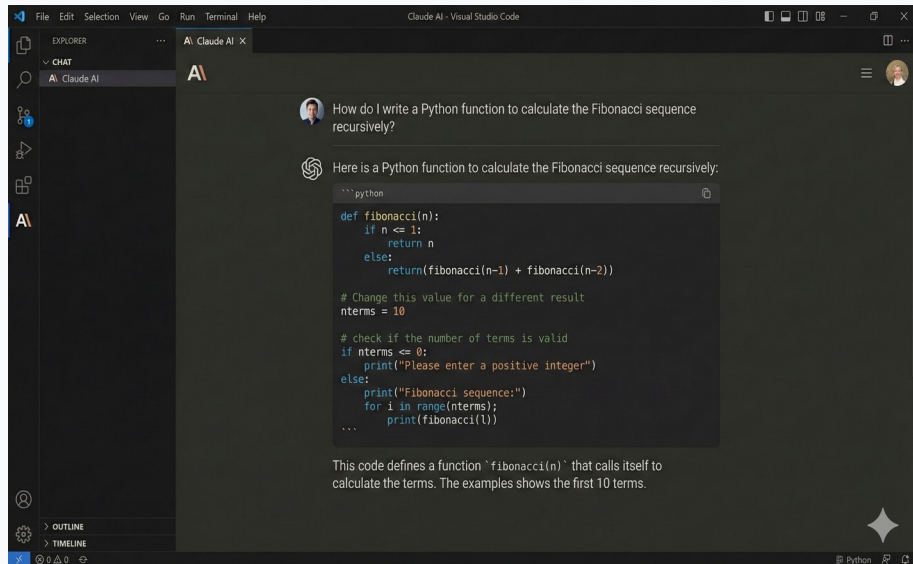 File Edit Selection View Go Run Terminal Help
Claude AI - Visual Studio Code
EXPLORER
A\ Claude AI
CHAT
A\ Claude AI
A\
How do I write a Python function to calculate the Fibonacci sequence
recursively?
Here is a Python function to calculate the Fibonacci sequence recursively:
```python
def fibonacci(n):
    if n <= 1:
        return n
    else:
        return(fibonacci(n-1) + fibonacci(n-2))
# Change this value for a different result
nterms = 10
# check if the number of terms is valid
if nterms <= 0:
    print("Please enter a positive integer")
else:
    print("Fibonacci sequence:")
    for i in range(nterms);
        print(fibonacci(l))
```
This code defines a function `fibonacci(n)` that calls itself to
calculate the terms. The examples shows the first 10 terms.
1
A\
OUTLINE
TIMELINE
0 0
Python